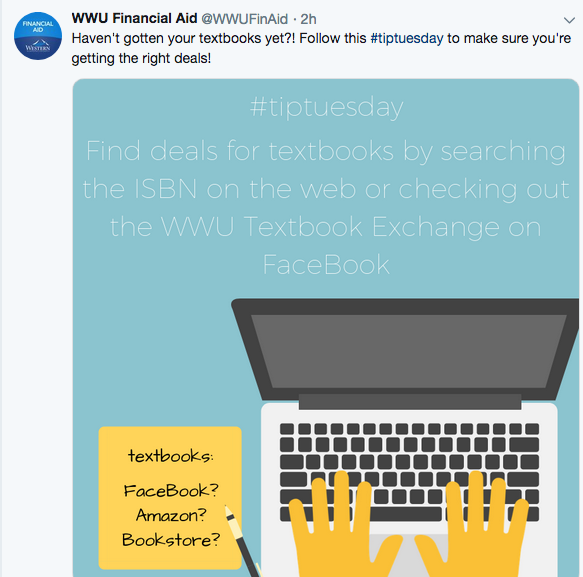 FINANCIAL
AID
WESTERN
WWU Financial Aid @WWUFinAid · 2h
Haven't gotten your textbooks yet?! Follow this #tiptuesday to make sure you're
getting the right deals!
#tiptuesday
Find deals for textbooks by searching
the ISBN on the web or checking out
the WWU Textbook Exchange on
FaceBook
textbooks:
FaceBook?
Amazon?
Bookstore?